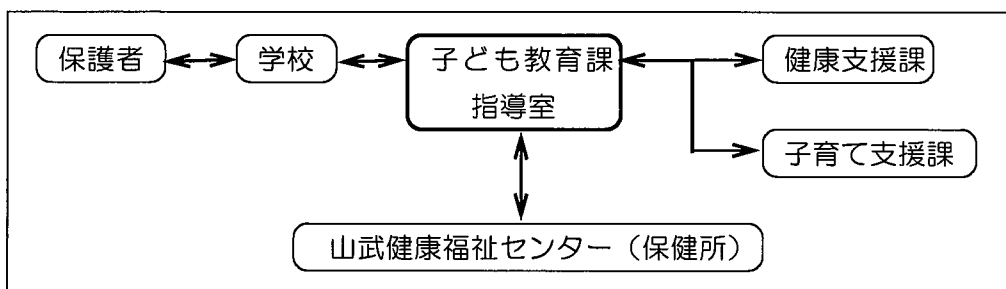 保護者
学校
子ども教育課
指導室
健康支援課
子育て支援課
山武健康福祉センター（保健所）